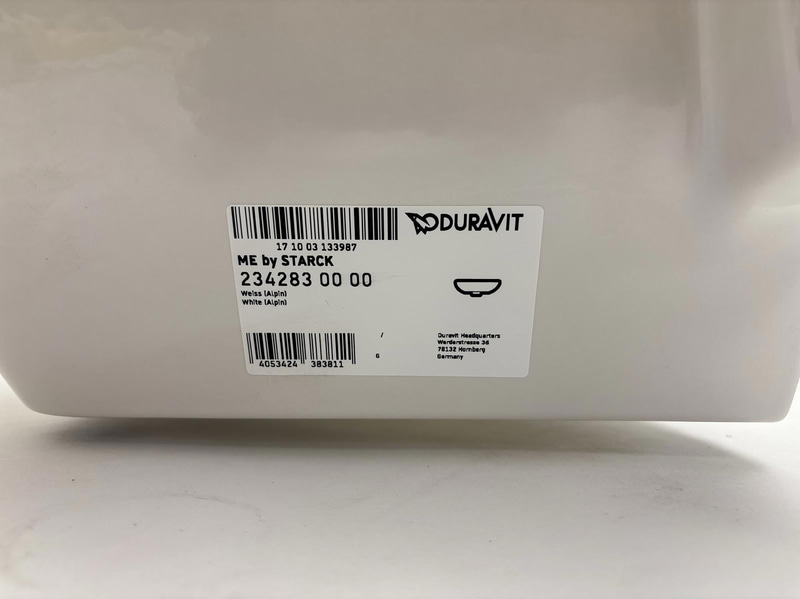 DURAVIT
17 10 03 133987
ME by STARCK
234283 00 00
Weiss (Alpin)
White (Alpin)
4053424 383811
/
6
Duravit Headquarters
Werderstrasse 36
78132 Hornberg
Germany